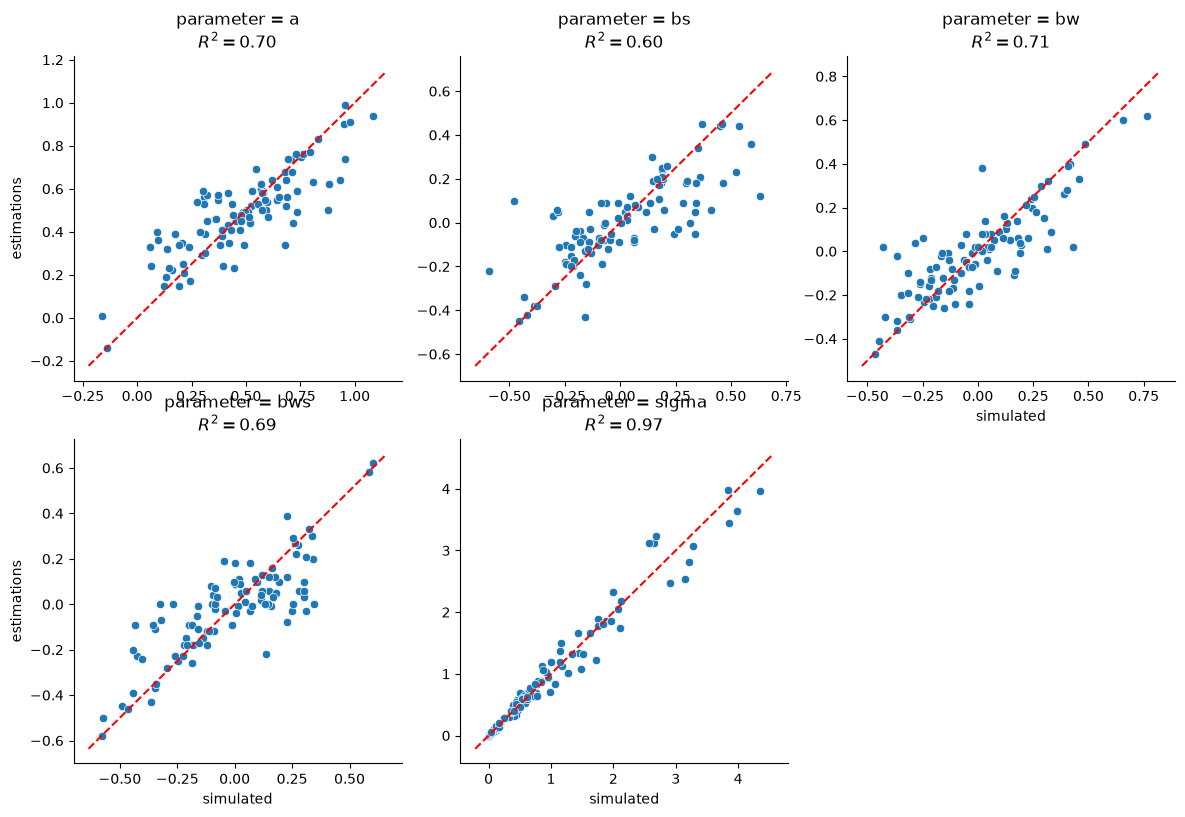 parameter = a
R² = 0.70
parameter = bs
R² = 0.60
parameter = bw
R² = 0.71
estimations
1.2
1.0
0.8
0.6
0.4
0.2
0.0
−0.2
−0.25 0.00 0.25 0.50 0.75 1.00
0.6
0.4
0.2
0.0
−0.2
−0.4
−0.6
−0.50 −0.25 0.00 0.25 0.50 0.75
0.8
0.6
0.4
0.2
0.0
−0.2
−0.4
−0.50 −0.25 0.00 0.25 0.50 0.75
simulated
parameter = bws
R² = 0.69
parameter = sigma
R² = 0.97
estimations
0.6
0.4
0.2
0.0
−0.2
−0.4
−0.6
−0.50 −0.25 0.00 0.25 0.50
simulated
4
3
2
1
0
0 1 2 3 4
simulated